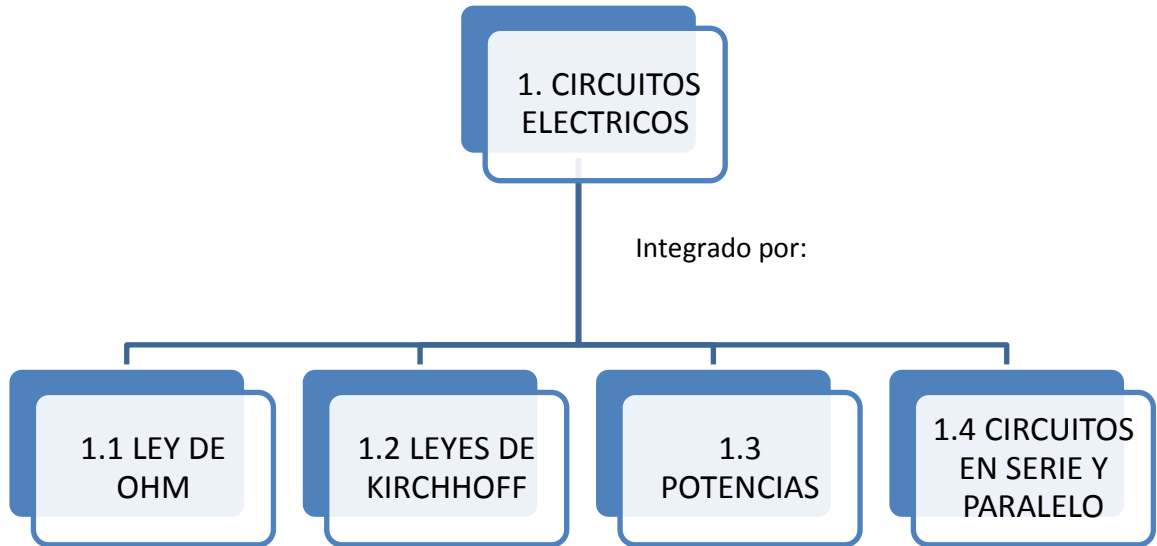 1. CIRCUITOS
ELECTRICOS
Integrado por:
1.1 LEY DE
OHM
1.2 LEYES DE
KIRCHHOFF
1.3
POTENCIAS
1.4 CIRCUITOS
EN SERIE Y
PARALELO